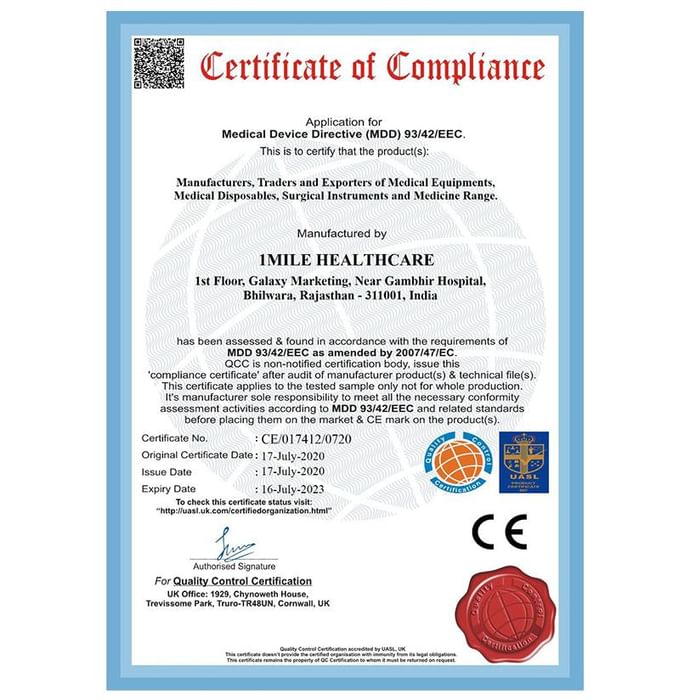 Certificate of Compliance
Application for
Medical Device Directive (MDD) 93/42/EEC.
This is to certify that the product(s):
Manufacturers, Traders and Exporters of Medical Equipments,
Medical Disposables, Surgical Instruments and Medicine Range.
Manufactured by
1MILE HEALTHCARE
1st Floor, Galaxy Marketing, Near Gambhir Hospital,
Bhilwara, Rajasthan - 311001, India
has been assessed & found in accordance with the requirements of
MDD 93/42/EEC as amended by 2007/47/EC.
QCC is non-notified certification body, issue this
'compliance certificate' after audit of manufacturer product(s) & technical file(s).
This certificate applies to the tested sample only not for whole production.
It's manufacturer sole responsibility to meet all the necessary conformity
assessment activities according to MDD 93/42/EEC and related standards
before placing them on the market & CE mark on the product(s).
Certificate No. : CE/017412/0720
Original Certificate Date : 17-July-2020
Issue Date : 17-July-2020
Expiry Date : 16-July-2023
To check this certificate status visit:
"http://uasl.uk.com/certifiedorganization.html"
Quality Control
Certification
UASL
PRODUCT
CERTIFICATE
CE
Authorised Signature
For Quality Control Certification
UK Office: 1929, Chynoweth House,
Trevissome Park, Truro-TR48UN, Cornwall, UK
Quality Control
Certification
Quality Control Certification accredited by UASL, UK
This certificate doesn't provide the certified organisation with immunity from its legal obligations.
This certificate remains the property of QC Certification to whom it must be returned on request.